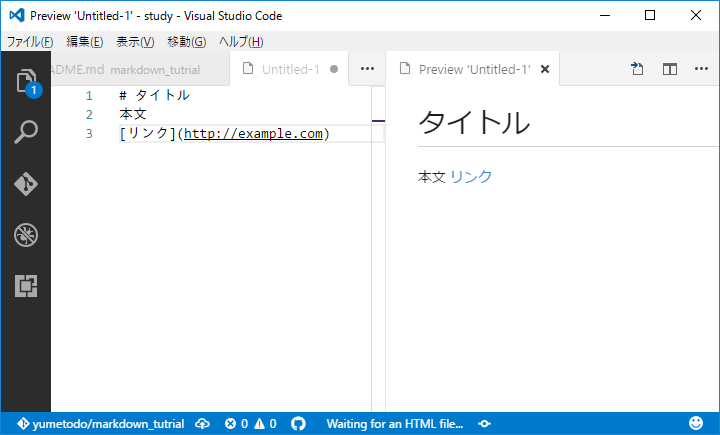 Preview 'Untitled-1' - study - Visual Studio Code
ファイル(F) 編集(E) 表示(V) 移動(G) ヘルプ(H)
ADME.md markdown_tutrial Untitled-1 Preview 'Untitled-1'
1 # タイトル
2 本文
3 [リンク](http://example.com)
タイトル
本文 リンク
1
yumetodo/markdown_tutrial 0 0 Waiting for an HTML file...